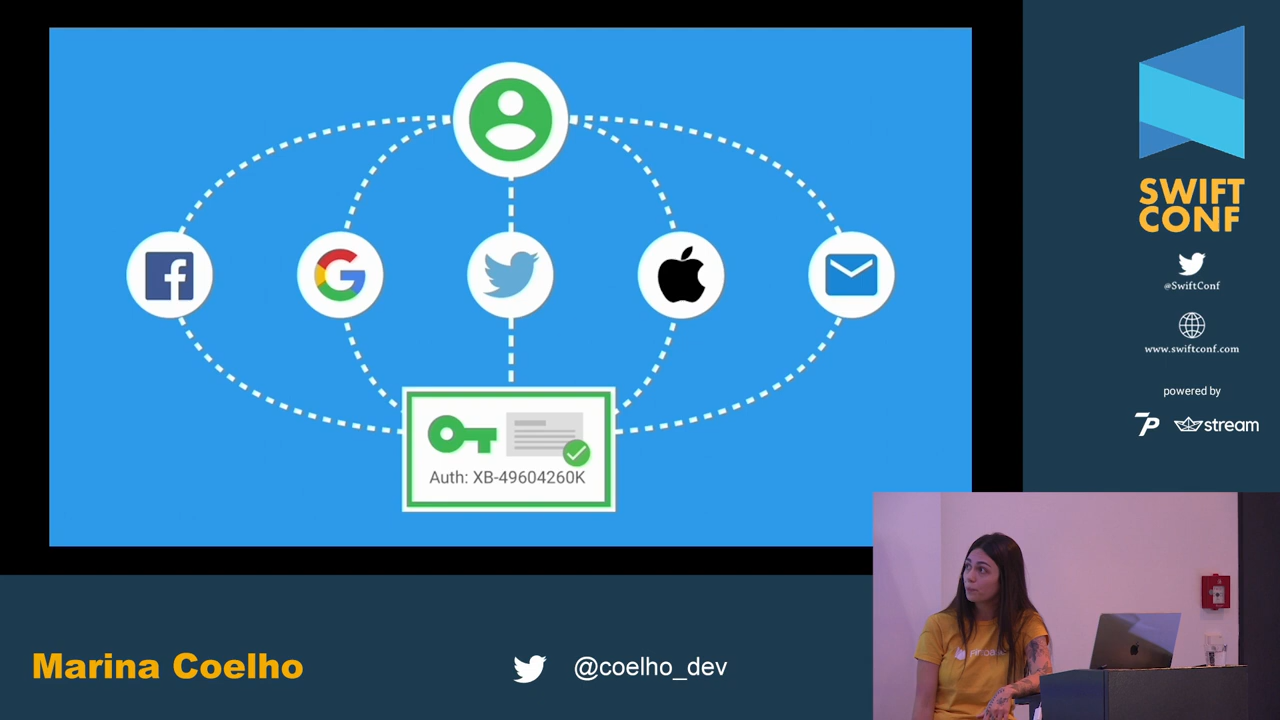 Auth: XB-49604260K
SWIFT
CONF
@SwiftConf
www.swiftconf.com
powered by
stream
Marina Coelho
@coelho_dev